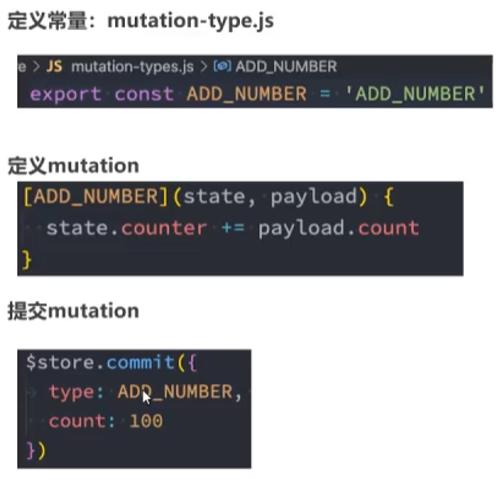 定义常量：mutation-type.js
e > JS mutation-types.js > ADD_NUMBER
export const ADD_NUMBER = 'ADD_NUMBER'
定义mutation
[ADD_NUMBER](state, payload) {
state.counter += payload.count
}
提交mutation
$store.commit({
type: ADD_NUMBER,
count: 100
})